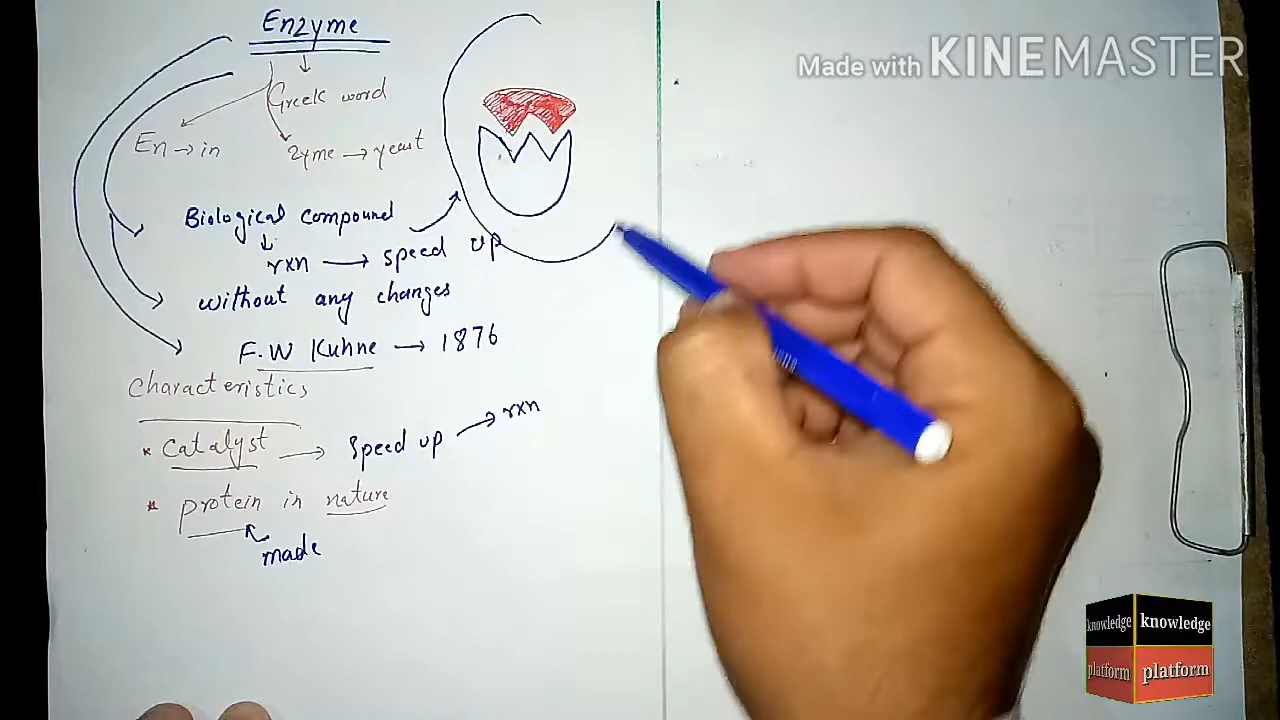 Enzyme
Greek word
En → in
Zyme → yeast
Biological compound
rxn → speed up
without any changes
F.W Kuhne → 1876
Characteristics
* Catalyst → Speed up → rxn
* protein in nature
made
Made with KINEMASTER
knowledge knowledge
platform platform